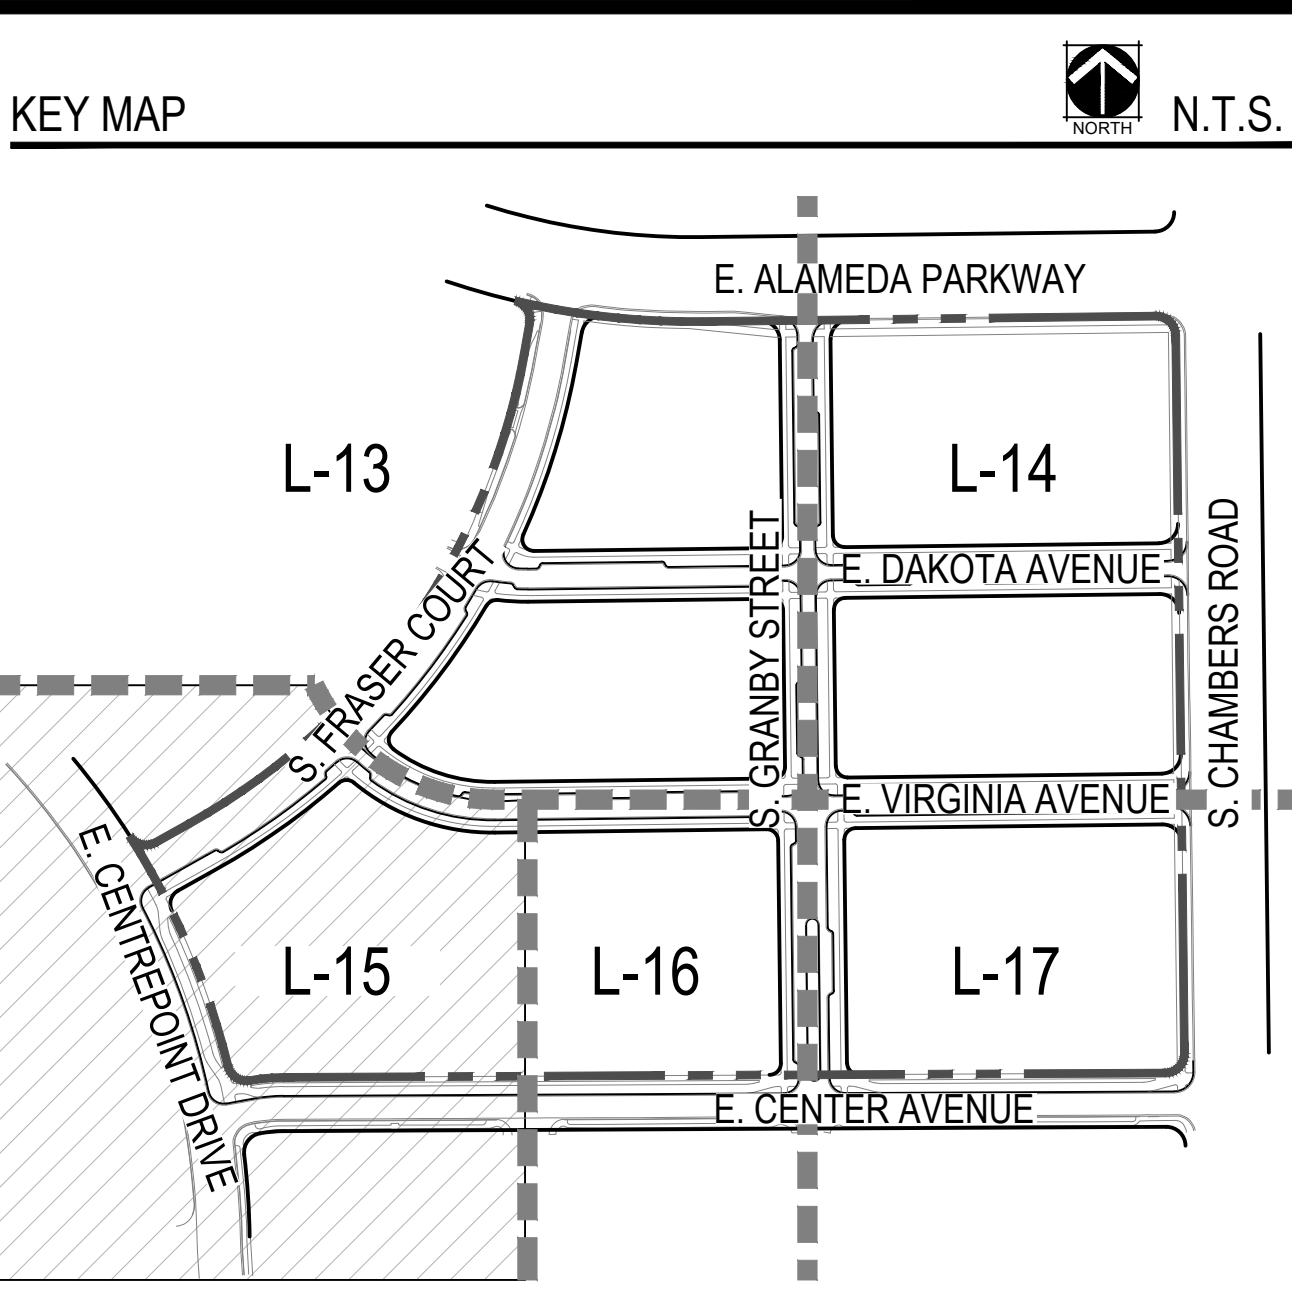 KEY MAP
NORTH
N.T.S.
E. ALAMEDA PARKWAY
L-13
L-14
S. GRANBY STREET
E. DAKOTA AVENUE
S. CHAMBERS ROAD
S. FRASER COURT
E. VIRGINIA AVENUE
E. CENTREPOINT DRIVE
L-15
L-16
L-17
E. CENTER AVENUE